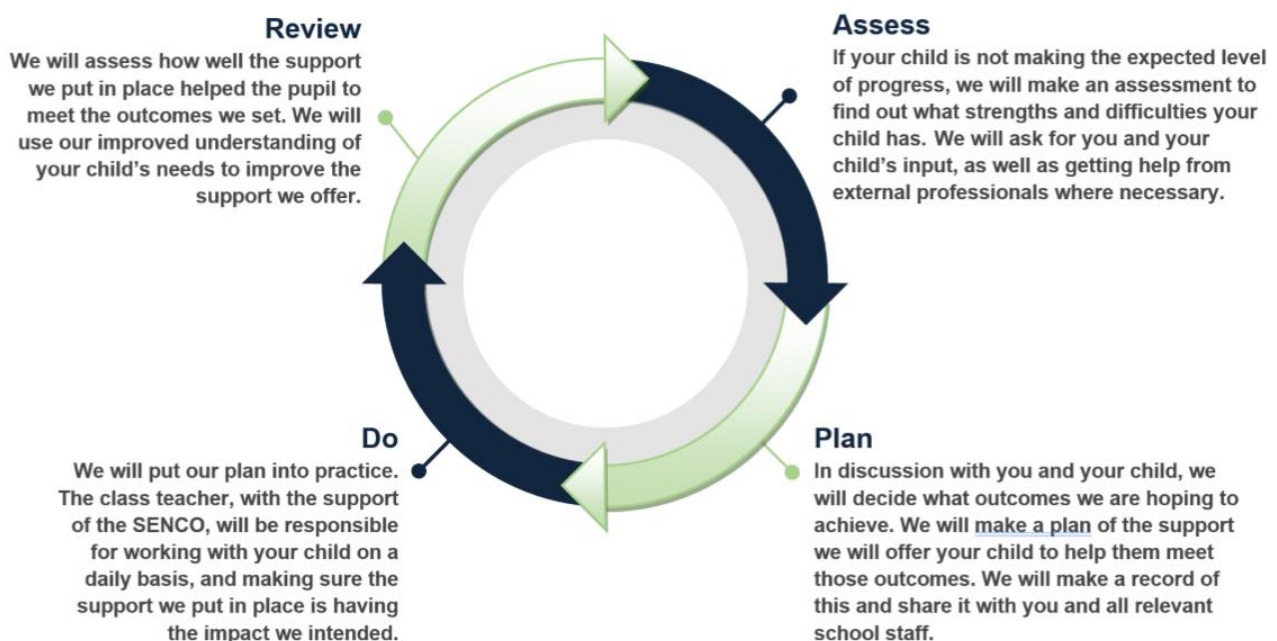 Review
We will assess how well the support
we put in place helped the pupil to
meet the outcomes we set. We will
use our improved understanding of
your child's needs to improve the
support we offer.
Assess
If your child is not making the expected level
of progress, we will make an assessment to
find out what strengths and difficulties your
child has. We will ask for you and your
child's input, as well as getting help from
external professionals where necessary.
Do
We will put our plan into practice.
The class teacher, with the support
of the SENCO, will be responsible
for working with your child on a
daily basis, and making sure the
support we put in place is having
the impact we intended.
Plan
In discussion with you and your child, we
will decide what outcomes we are hoping to
achieve. We will make a plan of the support
we will offer your child to help them meet
those outcomes. We will make a record of
this and share it with you and all relevant
school staff.